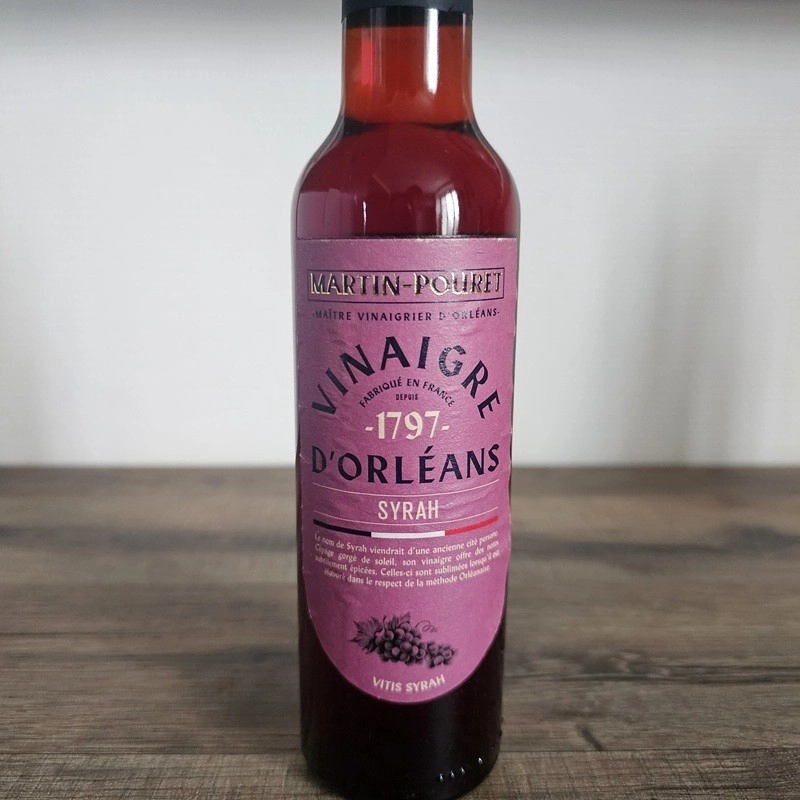 MARTIN-POURET
-MAÎTRE VINAIGRIER D'ORLÉANS-
VINAIGRE
FABRIQUÉ EN FRANCE
DEPUIS
-1797-
D'ORLÉANS
SYRAH
Le nom de Syrah viendrait d'une ancienne cité persane
Cépage gorgé de soleil, son vinaigre offre des notes
subtilement épicées. Celles-ci sont sublimées lorsqu'il est
élaboré dans le respect de la méthode Orléanaise.
VITIS SYRAH